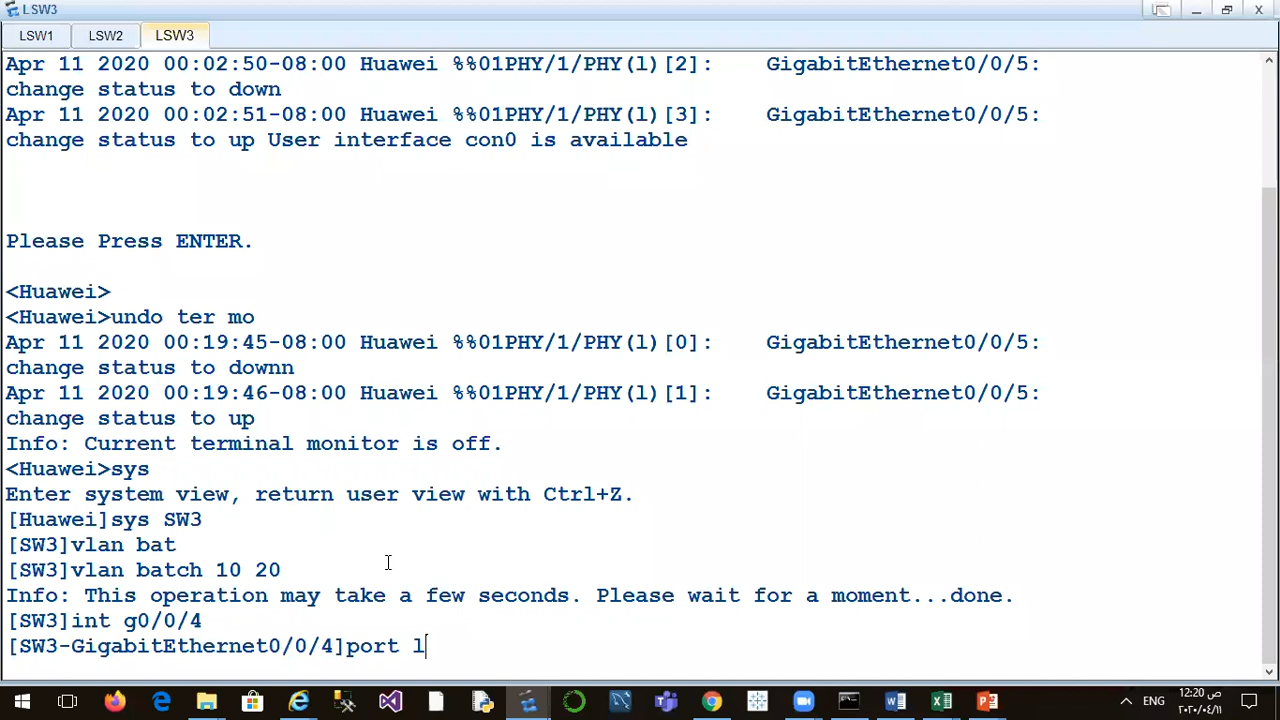 LSW3
LSW1 LSW2 LSW3
Apr 11 2020 00:02:50-08:00 Huawei %%01PHY/1/PHY(l)[2]:    GigabitEthernet0/0/5:
change status to down
Apr 11 2020 00:02:51-08:00 Huawei %%01PHY/1/PHY(l)[3]:    GigabitEthernet0/0/5:
change status to up User interface con0 is available
Please Press ENTER.
<Huawei>
<Huawei>undo ter mo
Apr 11 2020 00:19:45-08:00 Huawei %%01PHY/1/PHY(l)[0]:    GigabitEthernet0/0/5:
change status to downn
Apr 11 2020 00:19:46-08:00 Huawei %%01PHY/1/PHY(l)[1]:    GigabitEthernet0/0/5:
change status to up
Info: Current terminal monitor is off.
<Huawei>sys
Enter system view, return user view with Ctrl+Z.
[Huawei]sys SW3
[SW3]vlan bat
[SW3]vlan batch 10 20
Info: This operation may take a few seconds. Please wait for a moment...done.
[SW3]int g0/0/4
[SW3-GigabitEthernet0/0/4]port l
ENG
12:20 ص
٢٠٢٠/٠٤/١١